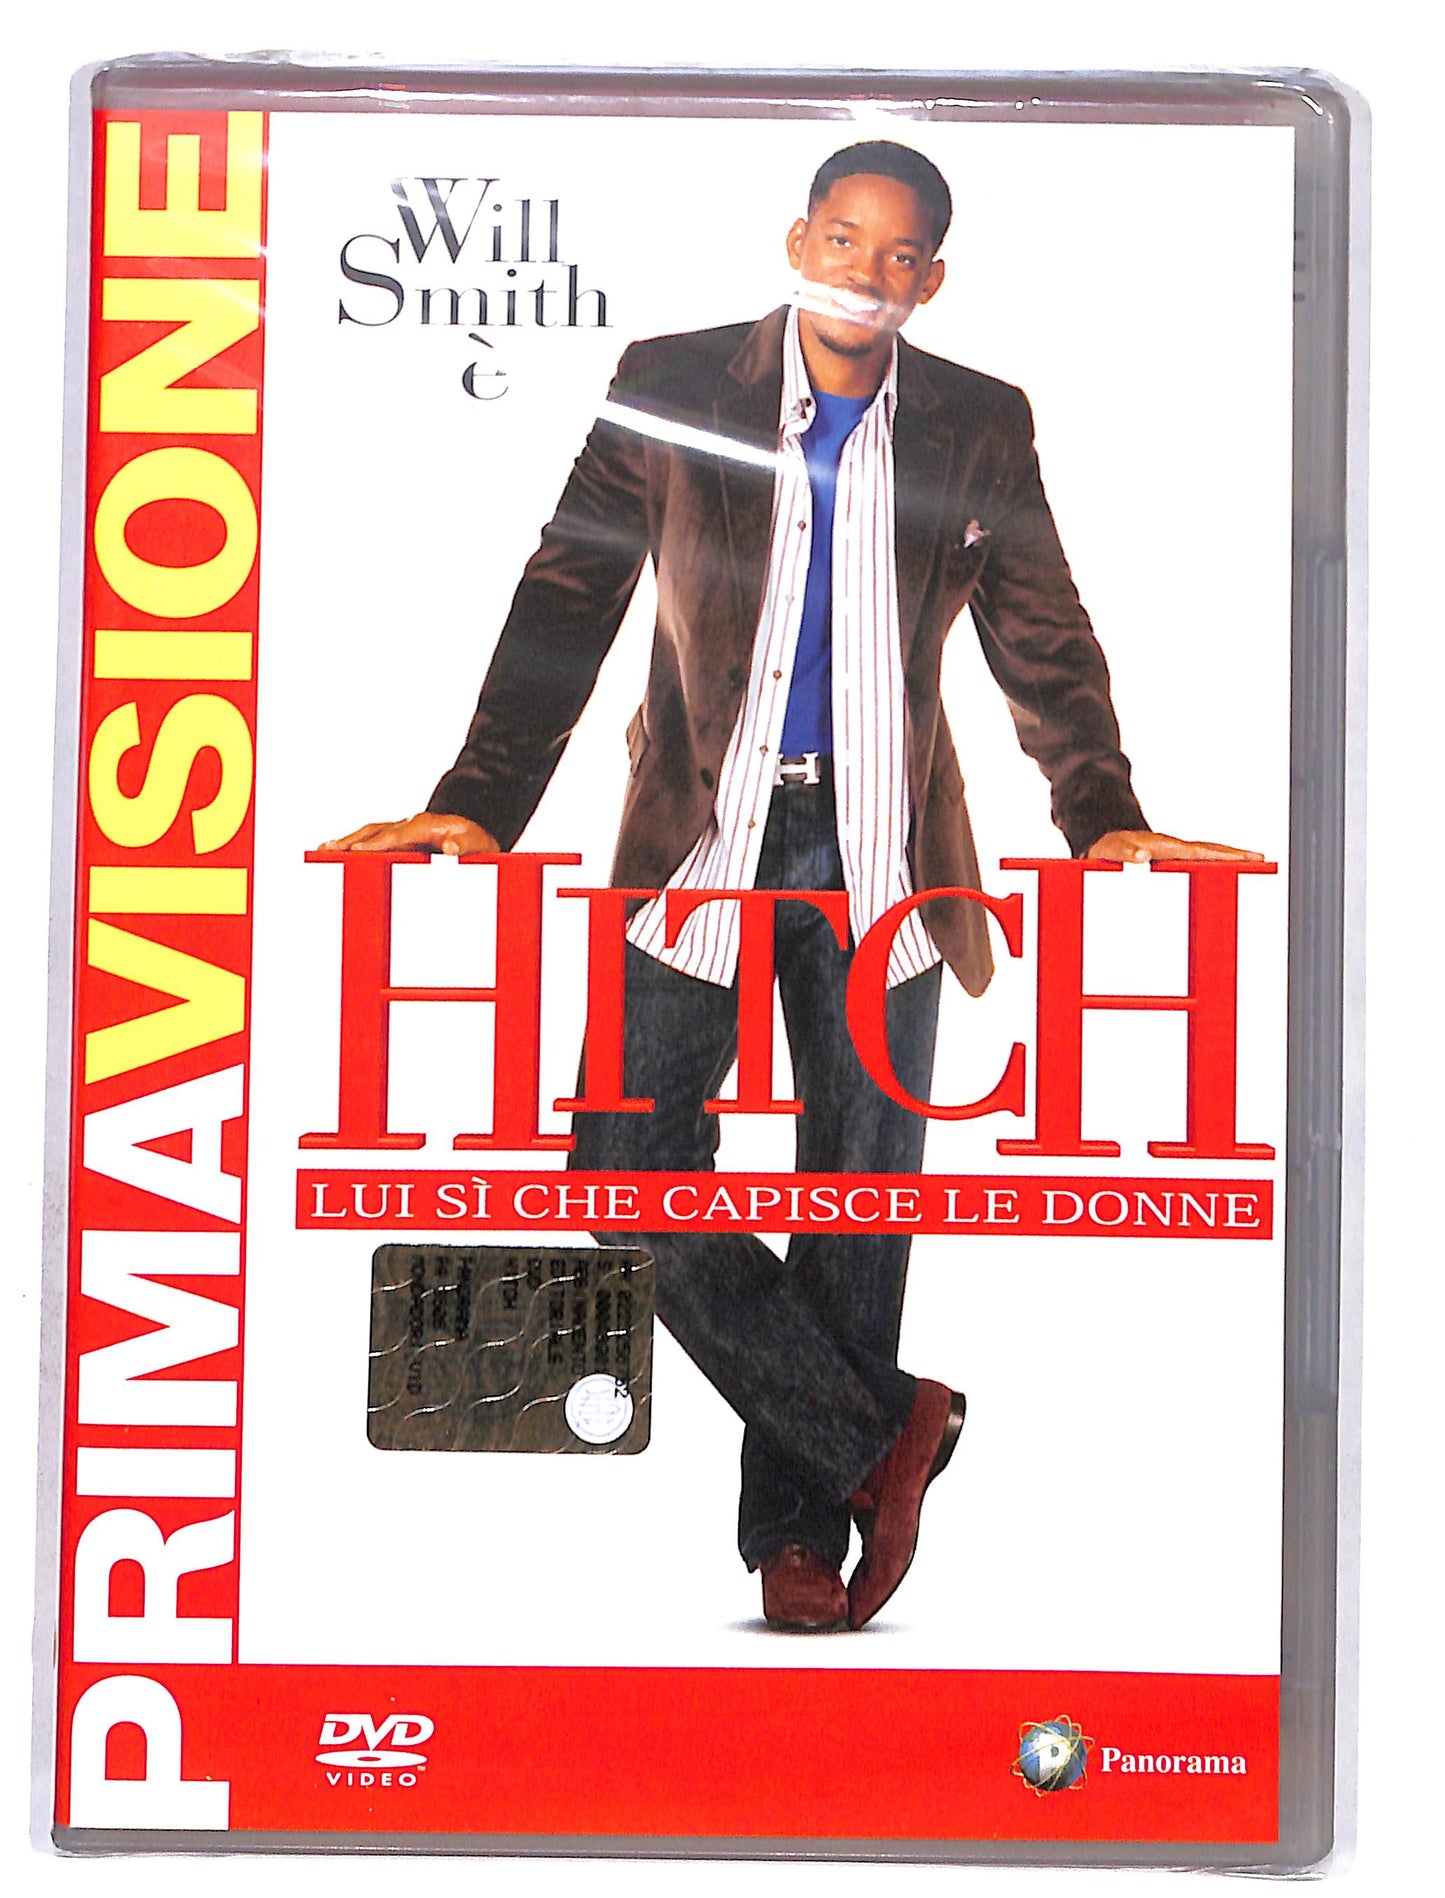 PRIMAVISIONE
Will
Smith
è
HITCH
LUI SÌ CHE CAPISCE LE DONNE
DVD
VIDEO
Panorama